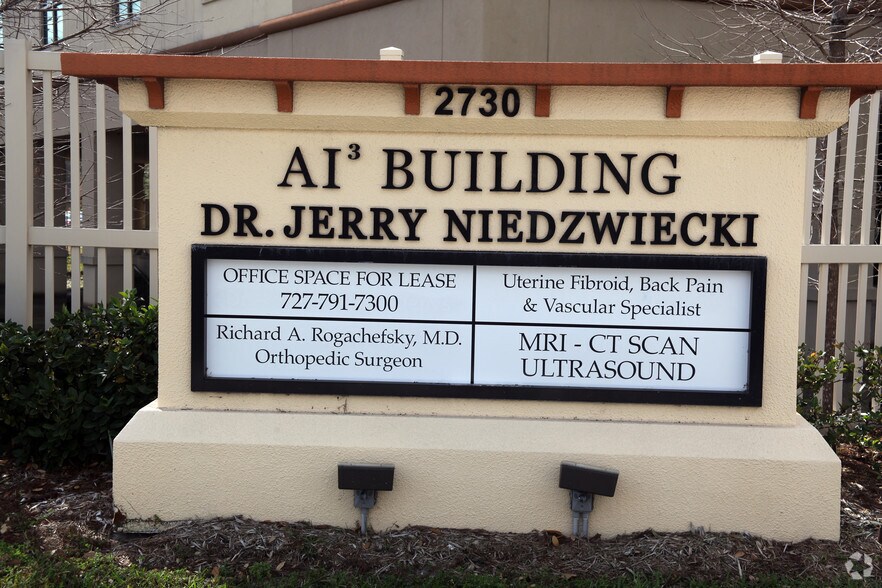 2730
AI³ BUILDING
DR. JERRY NIEDZWIECKI
OFFICE SPACE FOR LEASE
727-791-7300
Uterine Fibroid, Back Pain
& Vascular Specialist
Richard A. Rogachefsky, M.D.
Orthopedic Surgeon
MRI - CT SCAN
ULTRASOUND